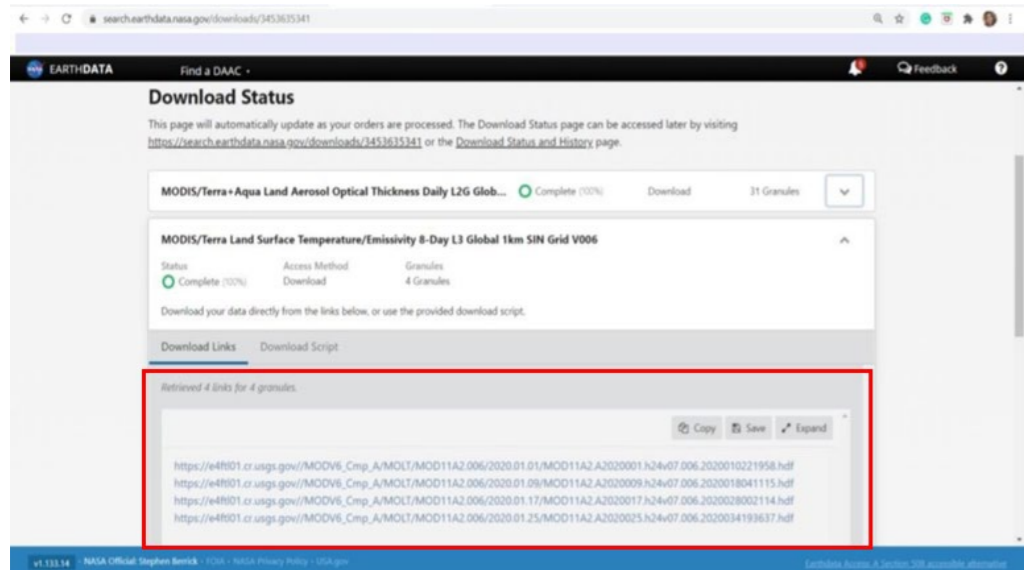 search.earthdata.nasa.gov/downloads/3453635341
EARTHDATA Find a DAAC Feedback
Download Status
This page will automatically update as your orders are processed. The Download Status page can be accessed later by visiting
https://search.earthdata.nasa.gov/downloads/3453635341 or the Download Status and History page.
MODIS/Terra+Aqua Land Aerosol Optical Thickness Daily L2G Glob... Complete (100%) Download 31 Granules
MODIS/Terra Land Surface Temperature/Emissivity 8-Day L3 Global 1km SIN Grid V006
Status Access Method Granules
Complete (100%) Download 4 Granules
Download your data directly from the links below, or use the provided download script.
Download Links Download Script
Retrieved 4 links for 4 granules.
Copy Save Expand
https://e4ftl01.cr.usgs.gov//MODV6_Cmp_A/MOLT/MOD11A2.006/2020.01.01/MOD11A2.A2020001.h24v07.006.2020010221958.hdf
https://e4ftl01.cr.usgs.gov//MODV6_Cmp_A/MOLT/MOD11A2.006/2020.01.09/MOD11A2.A2020009.h24v07.006.2020018041115.hdf
https://e4ftl01.cr.usgs.gov//MODV6_Cmp_A/MOLT/MOD11A2.006/2020.01.17/MOD11A2.A2020017.h24v07.006.2020028002114.hdf
https://e4ftl01.cr.usgs.gov//MODV6_Cmp_A/MOLT/MOD11A2.006/2020.01.25/MOD11A2.A2020025.h24v07.006.2020034193637.hdf
v1.133.14 NASA Official: Stephen Berrick · FOIA · NASA Privacy Policy · USA.gov Earthdata Access: A Section 508 accessible alternative